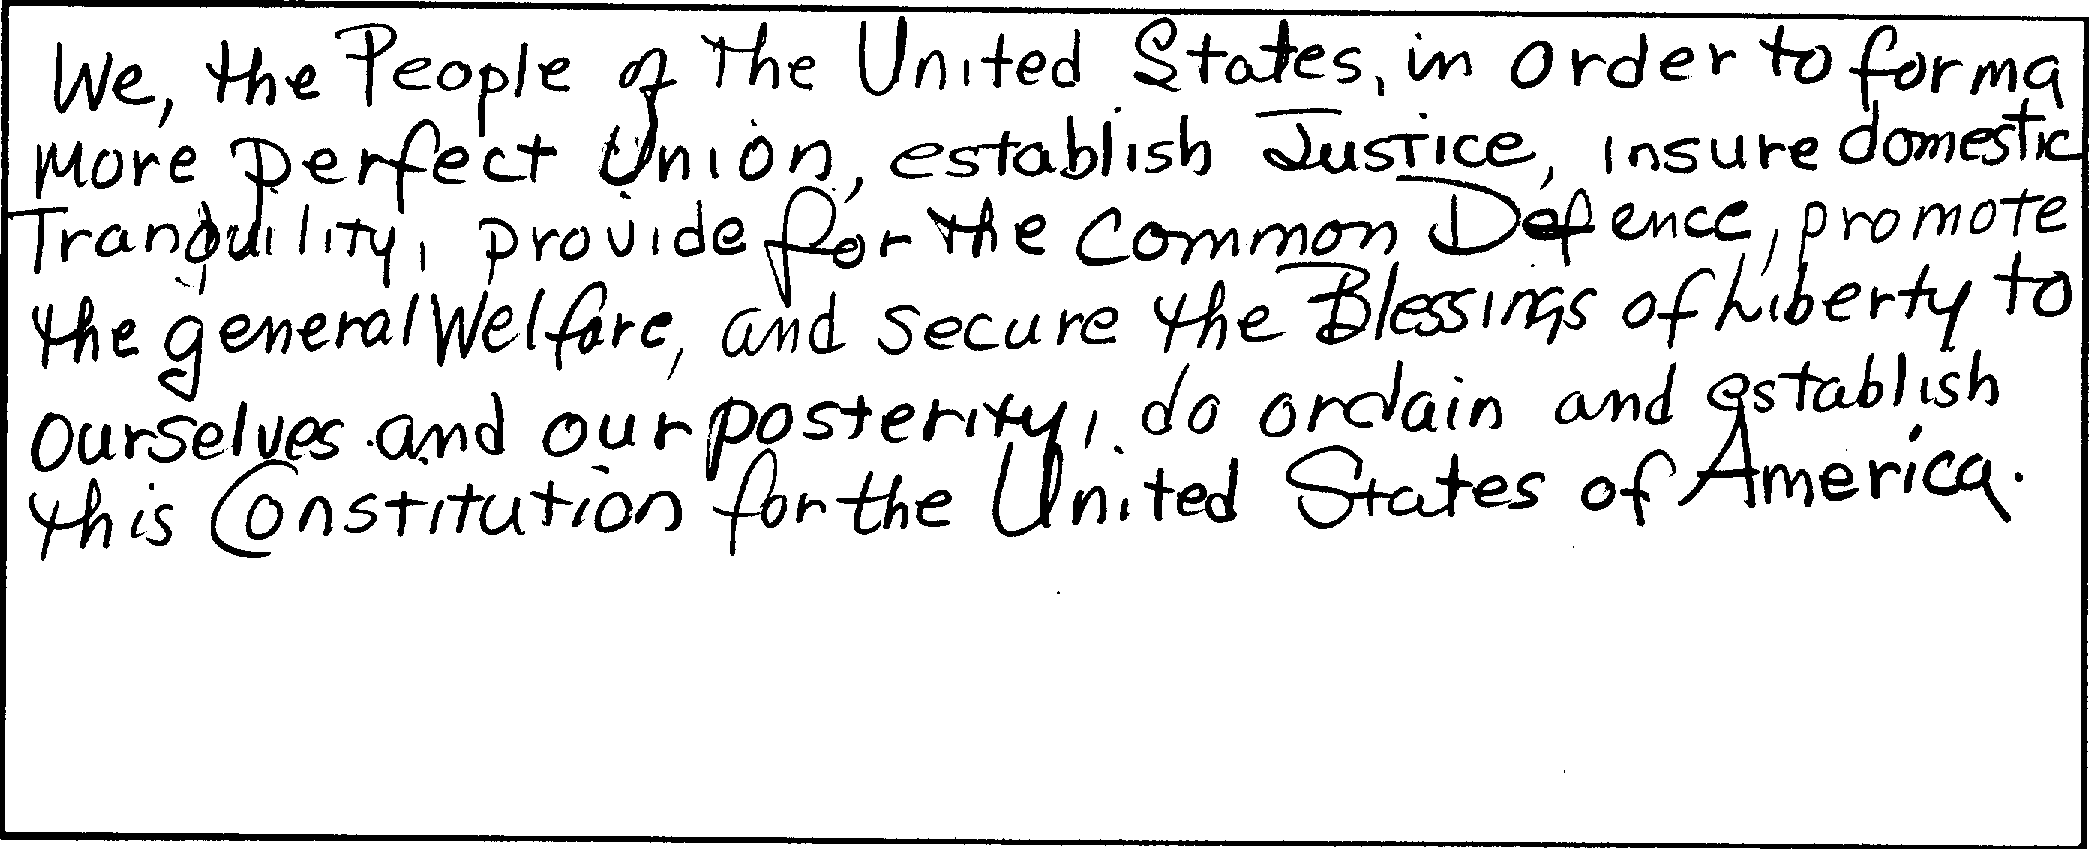 We, the People of the United States, in order to form a
more perfect Union, establish Justice, insure domestic
Tranquility, provide for the Common Defence, promote
the general Welfare, and secure the Blessings of Liberty to
ourselves and our posterity, do ordain and establish
this Constitution for the United States of America.